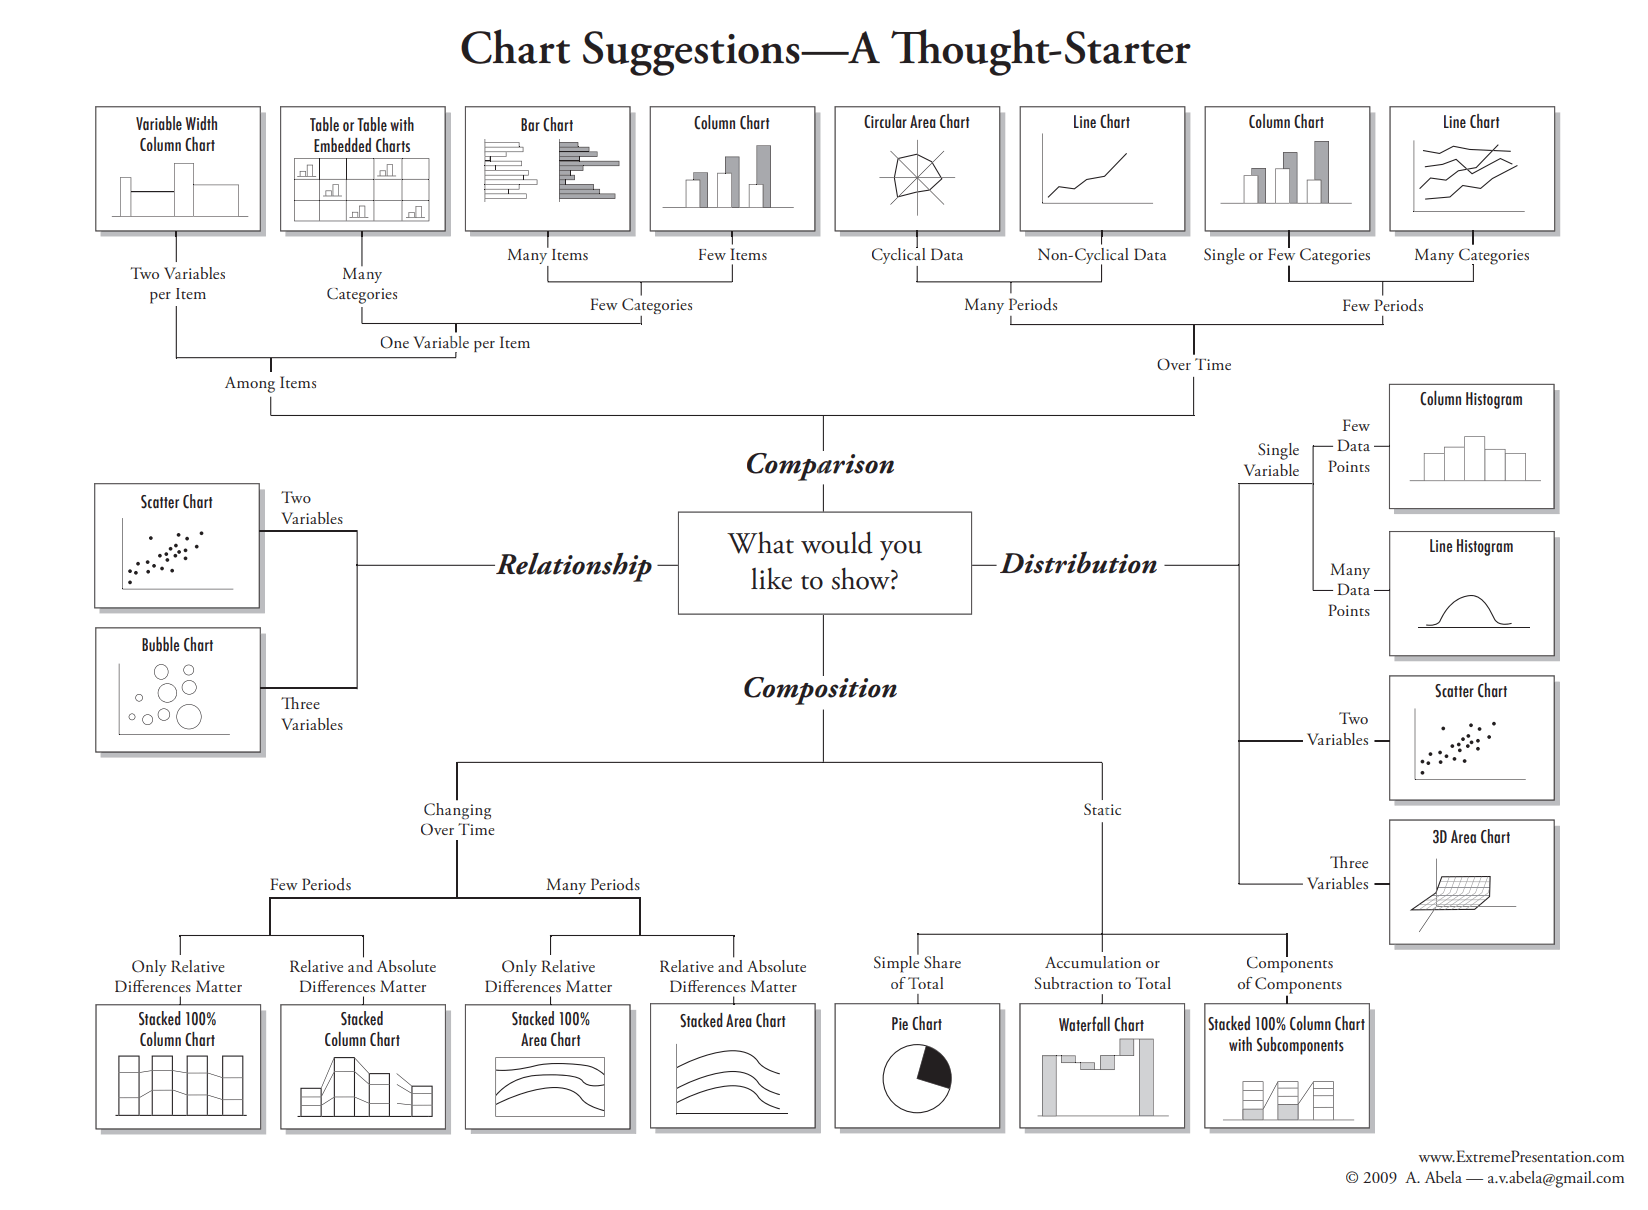 Chart Suggestions—A Thought-Starter
Variable Width
Column Chart
Table or Table with
Embedded Charts
Bar Chart
Column Chart
Circular Area Chart
Line Chart
Column Chart
Line Chart
Two Variables
per Item
Many
Categories
Many Items
Few Items
Cyclical Data
Non-Cyclical Data
Single or Few Categories
Many Categories
Few Categories
Many Periods
Few Periods
One Variable per Item
Among Items
Over Time
Comparison
What would you
like to show?
Relationship
Two
Variables
Scatter Chart
Bubble Chart
Three
Variables
Distribution
Single
Variable
Few
Data
Points
Column Histogram
Many
Data
Points
Line Histogram
Two
Variables
Scatter Chart
Three
Variables
3D Area Chart
Composition
Changing
Over Time
Static
Few Periods
Many Periods
Only Relative
Differences Matter
Relative and Absolute
Differences Matter
Only Relative
Differences Matter
Relative and Absolute
Differences Matter
Simple Share
of Total
Accumulation or
Subtraction to Total
Components
of Components
Stacked 100%
Column Chart
Stacked
Column Chart
Stacked 100%
Area Chart
Stacked Area Chart
Pie Chart
Waterfall Chart
Stacked 100% Column Chart
with Subcomponents
www.ExtremePresentation.com
© 2009 A. Abela — a.v.abela@gmail.com